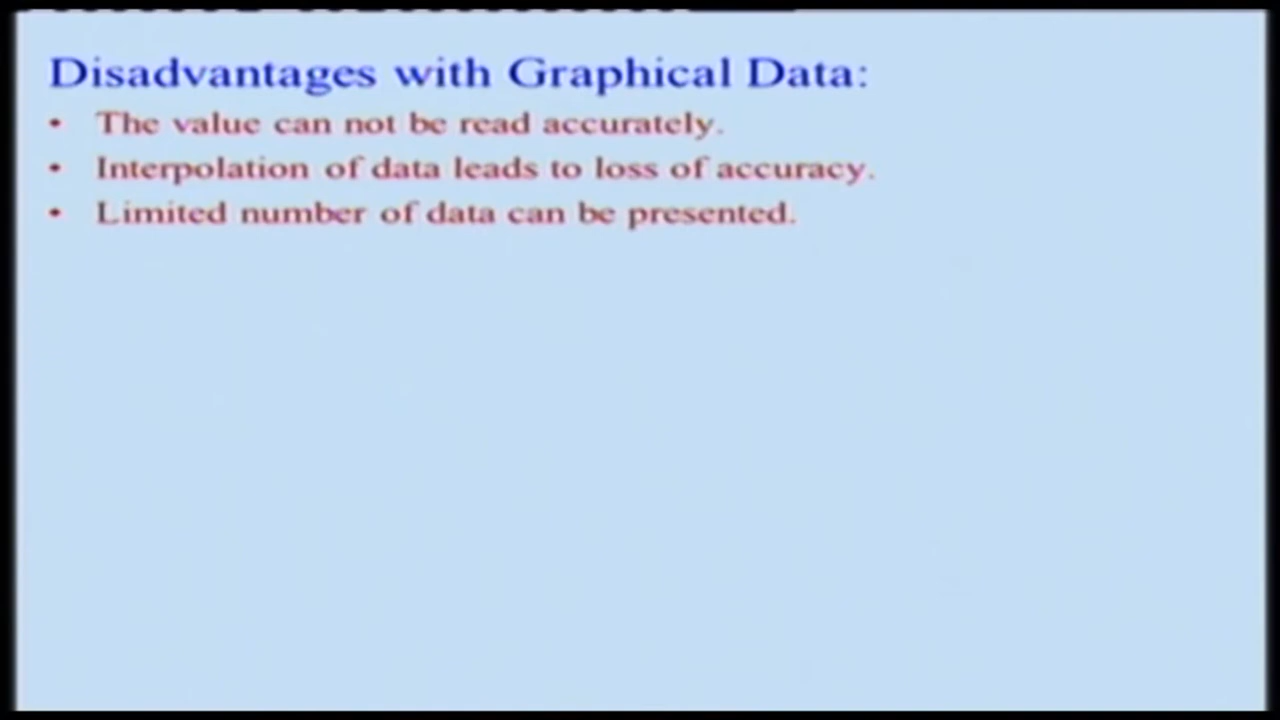 Disadvantages with Graphical Data:
• The value can not be read accurately.
• Interpolation of data leads to loss of accuracy.
• Limited number of data can be presented.